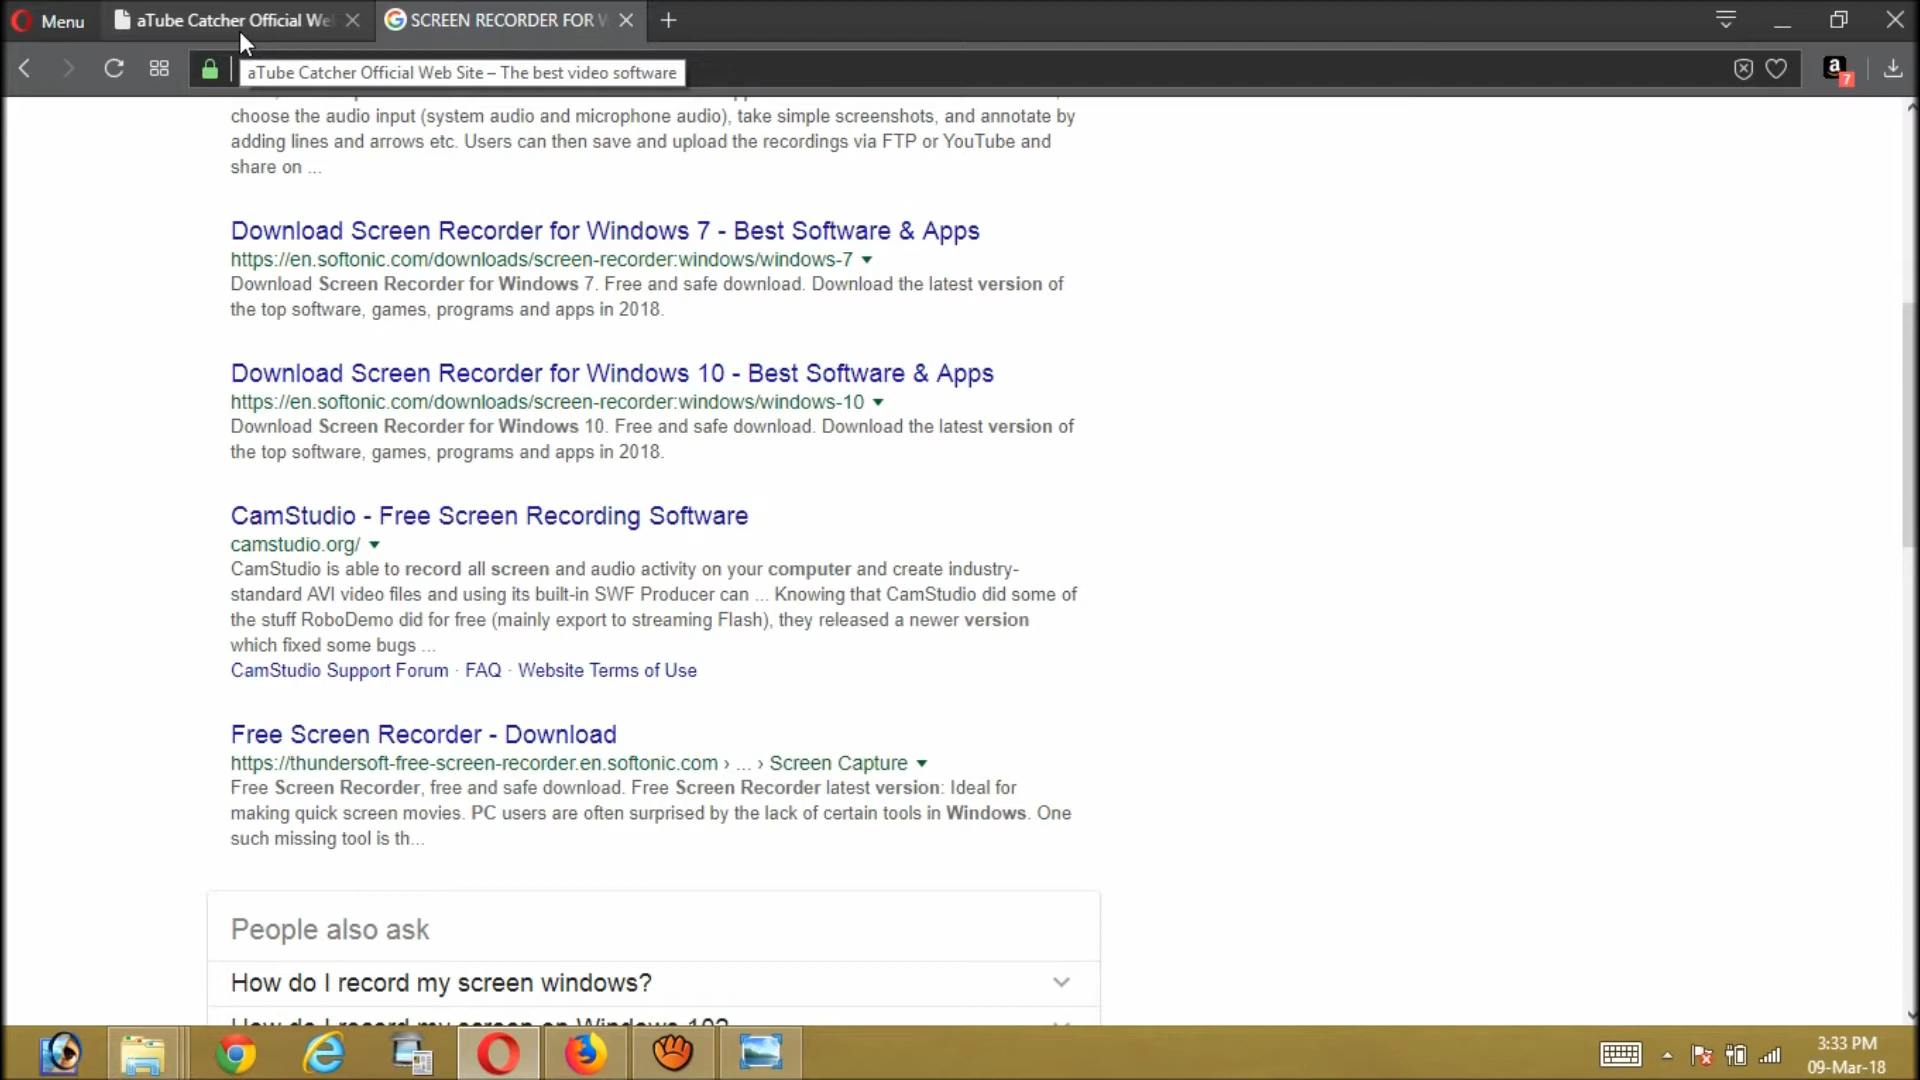 Menu
aTube Catcher Official We
SCREEN RECORDER FOR W
aTube Catcher Official Web Site – The best video software
a
7
choose the audio input (system audio and microphone audio), take simple screenshots, and annotate by
adding lines and arrows etc. Users can then save and upload the recordings via FTP or YouTube and
share on ...
Download Screen Recorder for Windows 7 - Best Software & Apps
https://en.softonic.com/downloads/screen-recorder:windows/windows-7
Download Screen Recorder for Windows 7. Free and safe download. Download the latest version of
the top software, games, programs and apps in 2018.
Download Screen Recorder for Windows 10 - Best Software & Apps
https://en.softonic.com/downloads/screen-recorder:windows/windows-10
Download Screen Recorder for Windows 10. Free and safe download. Download the latest version of
the top software, games, programs and apps in 2018.
CamStudio - Free Screen Recording Software
camstudio.org/
CamStudio is able to record all screen and audio activity on your computer and create industry-
standard AVI video files and using its built-in SWF Producer can ... Knowing that CamStudio did some of
the stuff RoboDemo did for free (mainly export to streaming Flash), they released a newer version
which fixed some bugs ...
CamStudio Support Forum · FAQ · Website Terms of Use
Free Screen Recorder - Download
https://thundersoft-free-screen-recorder.en.softonic.com › ... › Screen Capture
Free Screen Recorder, free and safe download. Free Screen Recorder latest version: Ideal for
making quick screen movies. PC users are often surprised by the lack of certain tools in Windows. One
such missing tool is th...
People also ask
How do I record my screen windows?
How do I record my screen on Windows 10?
3:33 PM
09-Mar-18